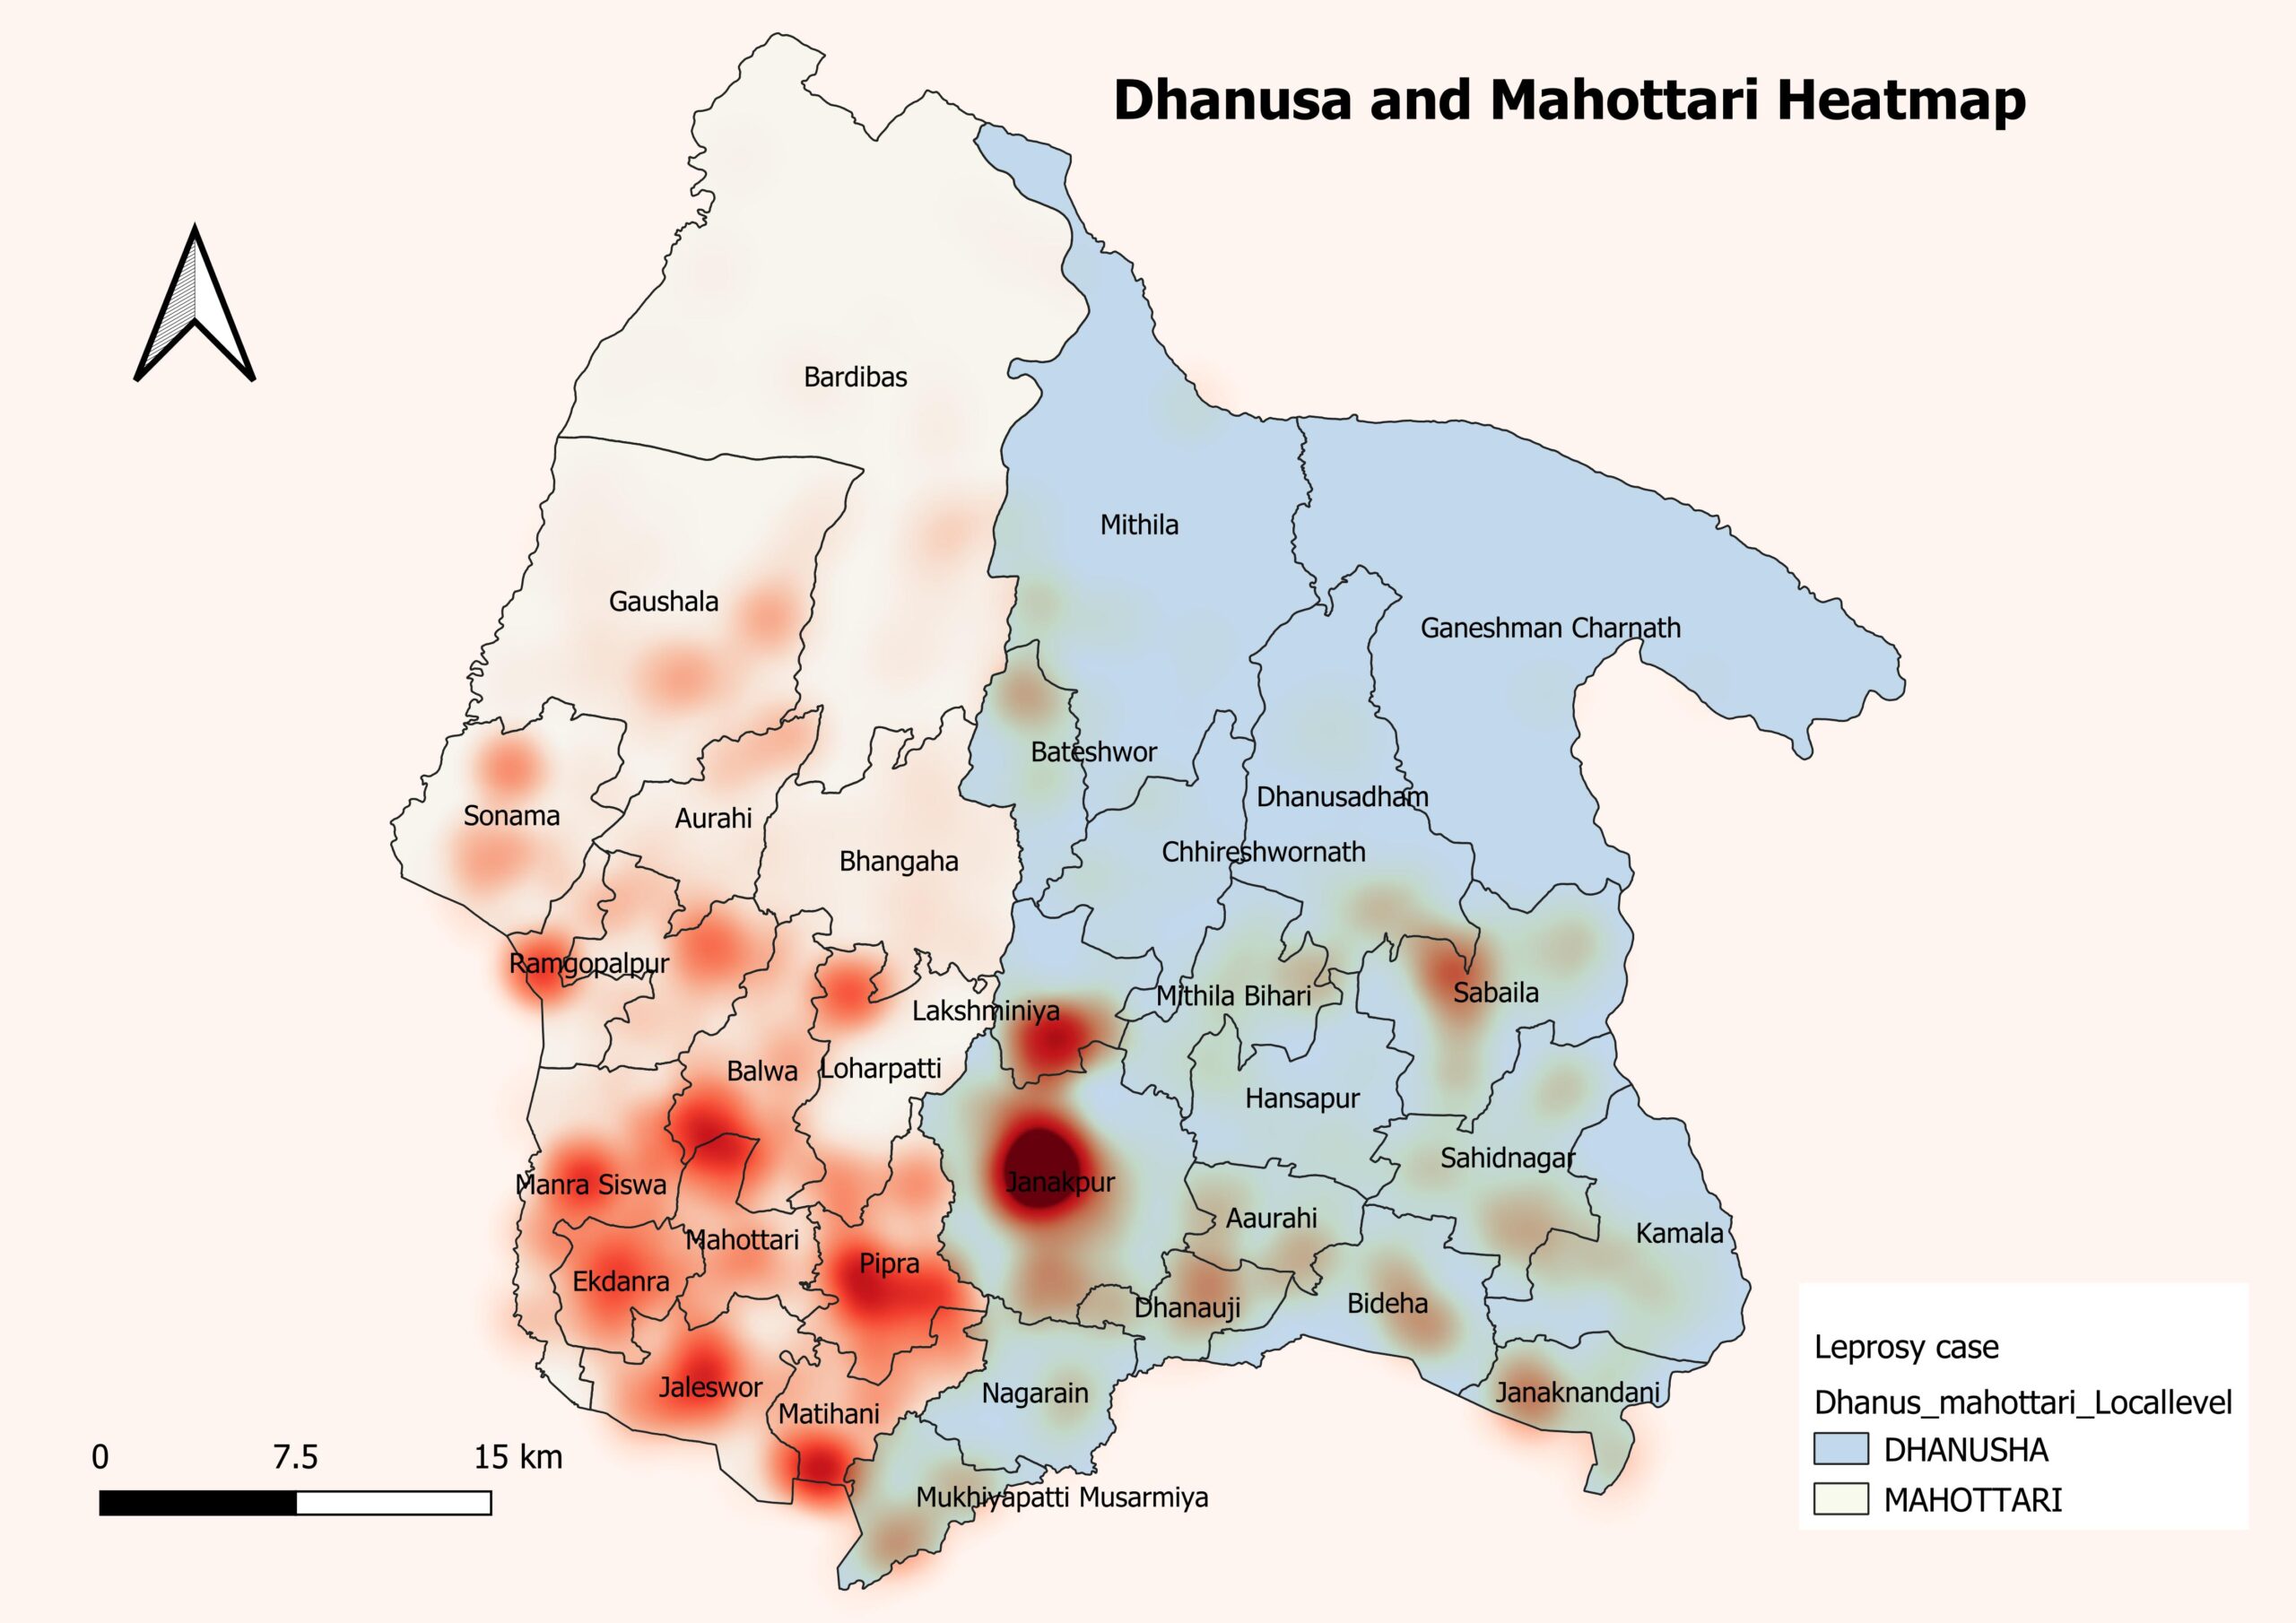 Dhanusa and Mahottari Heatmap
Bardibas
Mithila
Gaushala
Ganeshman Charnath
Bateshwor
Dhanusadham
Sonama
Aurahi
Chhireshwornath
Bhangaha
Ramgopalpur
Sabaila
Mithila Bihari
Lakshminiya
Balwa
Loharpatti
Hansapur
Sahidnagar
Janakpur
Manra Siswa
Aaurahi
Kamala
Mahottari
Pipra
Ekdanra
Dhanauji
Bideha
Jaleswor
Nagarain
Janaknandani
Matihani
Mukhiyapatti Musarmiya
0 7.5 15 km
Leprosy case
Dhanus_mahottari_Locallevel
DHANUSHA
MAHOTTARI